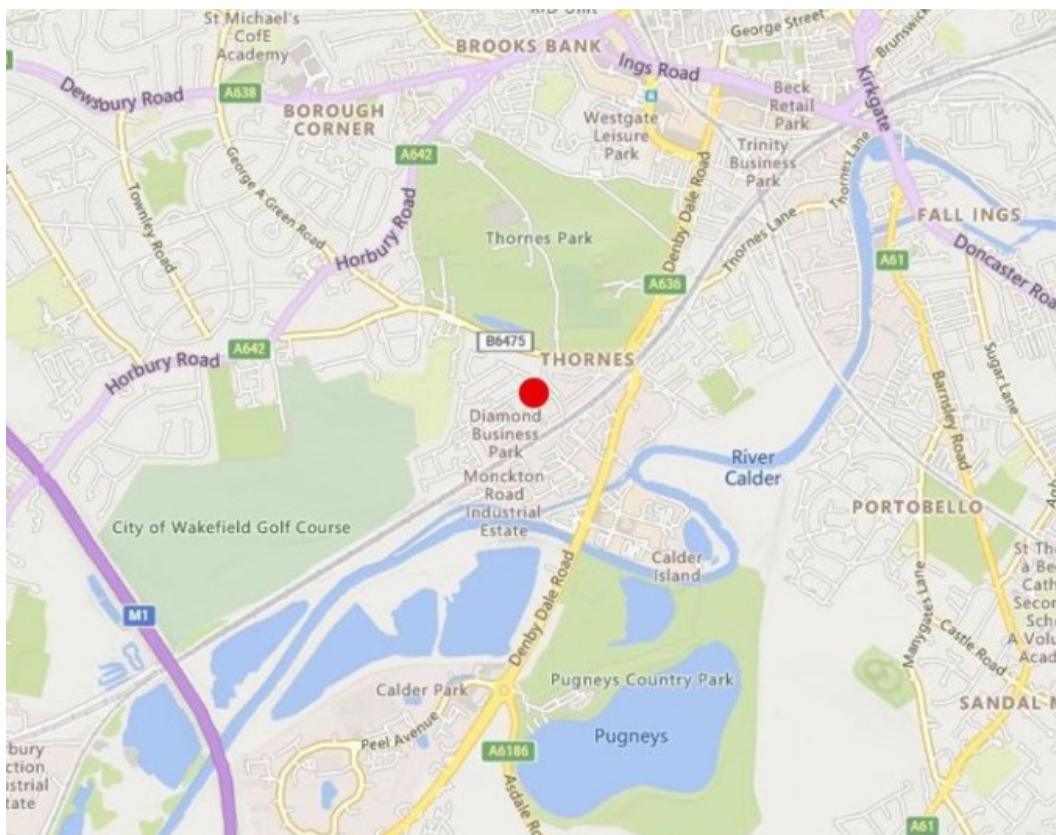 St Michael's
CofE
Academy
BROOKS BANK
George Street
Brunswick
Dewsbury Road
A638
BOROUGH
CORNER
Ings Road
Beck
Retail
Park
Kirkgate
Westgate
Leisure
Park
Trinity
Business
Park
A642
George A Green Road
Townley Road
Horbury Road
Thornes Park
Denby Dale Road
Thornes Lane
Thornes Lane
FALL INGS
A61
Doncaster Road
A636
Horbury Road
A642
B6475
THORNES
Sugar Lane
Barnsley Road
Diamond
Business
Park
Monckton
Road
Industrial
Estate
River
Calder
City of Wakefield Golf Course
PORTOBELLO
Calder
Island
M1
Denby Dale Road
Manygates Lane
Castle Road
Calder Park
Pugneys Country Park
SANDAL M
Peel Avenue
Pugneys
A6186
Asdale
A61